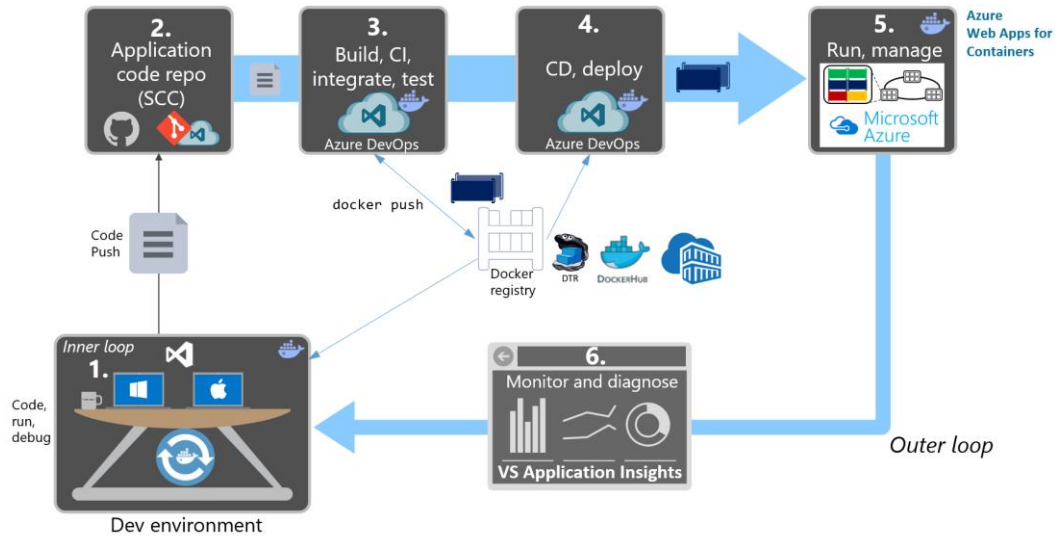 2.
Application
code repo
(SCC)
3.
Build, CI,
integrate, test
Azure DevOps
4.
CD, deploy
Azure DevOps
5.
Run, manage
Microsoft
Azure
Azure
Web Apps for
Containers
docker push
Docker
registry
DTR
DOCKERHUB
Code
Push
Inner loop
1.
Code,
run,
debug
Dev environment
6.
Monitor and diagnose
VS Application Insights
Outer loop